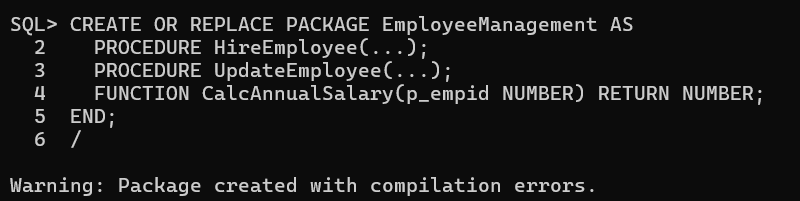 SQL> CREATE OR REPLACE PACKAGE EmployeeManagement AS
  2    PROCEDURE HireEmployee(...);
  3    PROCEDURE UpdateEmployee(...);
  4    FUNCTION CalcAnnualSalary(p_empid NUMBER) RETURN NUMBER;
  5  END;
  6  /
Warning: Package created with compilation errors.